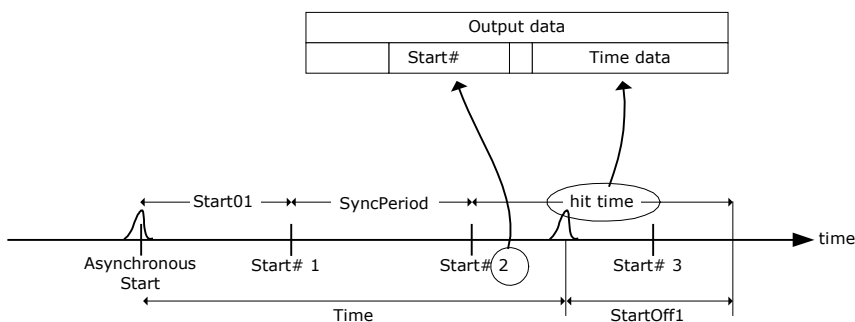 Output data
Start#
Time data
Start01
SyncPeriod
hit time
time
Asynchronous
Start
Start# 1
Start# 2
Start# 3
Time
StartOff1